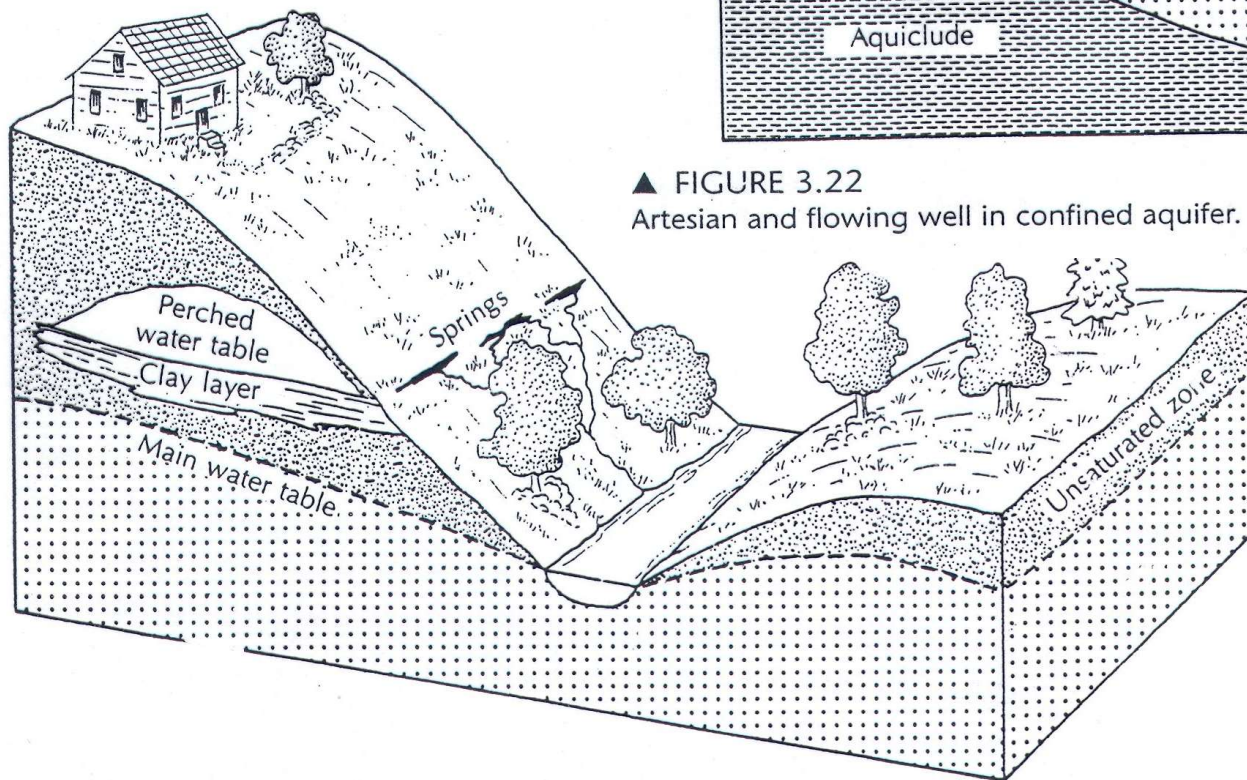 Aquiclude
▲ FIGURE 3.22
Artesian and flowing well in confined aquifer.
Springs
Perched
water table
Clay layer
Main water table
Unsaturated zone